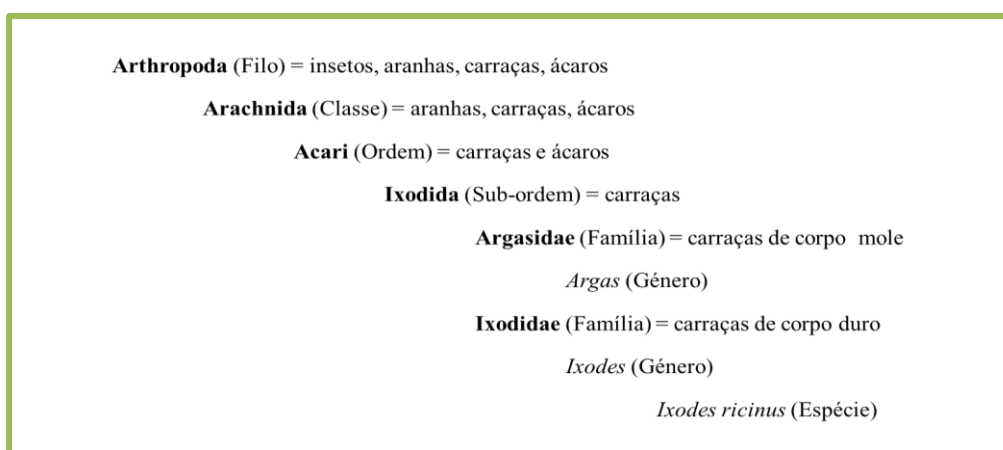 Arthropoda (Filo) = insetos, aranhas, carraças, ácaros
Arachnida (Classe) = aranhas, carraças, ácaros
Acari (Ordem) = carraças e ácaros
Ixodida (Sub-ordem) = carraças
Argasidae (Família) = carraças de corpo mole
Argas (Género)
Ixodidae (Família) = carraças de corpo duro
Ixodes (Género)
Ixodes ricinus (Espécie)